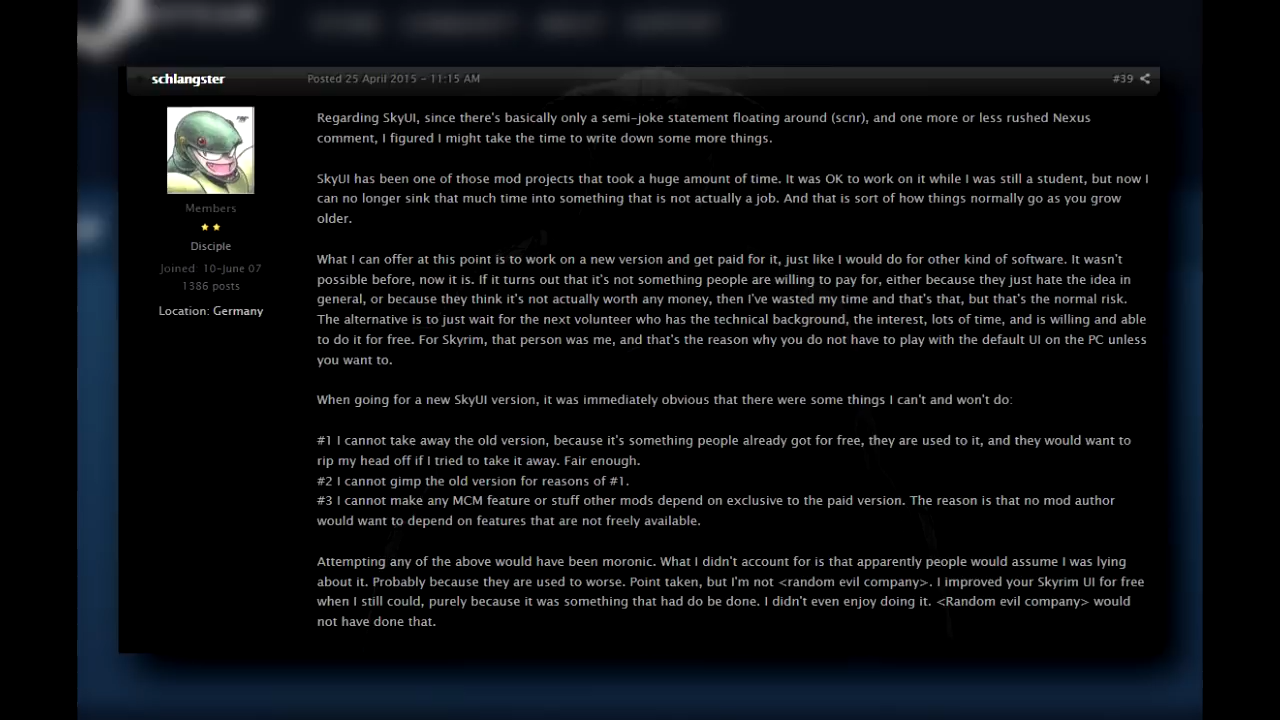 schlangster
Posted 25 April 2015 - 11:15 AM
#39
Members
Disciple
Joined: 10-June 07
1386 posts
Location: Germany
Regarding SkyUI, since there's basically only a semi-joke statement floating around (scnr), and one more or less rushed Nexus
comment, I figured I might take the time to write down some more things.
SkyUI has been one of those mod projects that took a huge amount of time. It was OK to work on it while I was still a student, but now I
can no longer sink that much time into something that is not actually a job. And that is sort of how things normally go as you grow
older.
What I can offer at this point is to work on a new version and get paid for it, just like I would do for other kind of software. It wasn't
possible before, now it is. If it turns out that it's not something people are willing to pay for, either because they just hate the idea in
general, or because they think it's not actually worth any money, then I've wasted my time and that's that, but that's the normal risk.
The alternative is to just wait for the next volunteer who has the technical background, the interest, lots of time, and is willing and able
to do it for free. For Skyrim, that person was me, and that's the reason why you do not have to play with the default UI on the PC unless
you want to.
When going for a new SkyUI version, it was immediately obvious that there were some things I can't and won't do:
#1 I cannot take away the old version, because it's something people already got for free, they are used to it, and they would want to
rip my head off if I tried to take it away. Fair enough.
#2 I cannot gimp the old version for reasons of #1.
#3 I cannot make any MCM feature or stuff other mods depend on exclusive to the paid version. The reason is that no mod author
would want to depend on features that are not freely available.
Attempting any of the above would have been moronic. What I didn't account for is that apparently people would assume I was lying
about it. Probably because they are used to worse. Point taken, but I'm not <random evil company>. I improved your Skyrim UI for free
when I still could, purely because it was something that had do be done. I didn't even enjoy doing it. <Random evil company> would
not have done that.